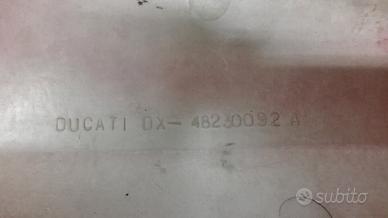 DUCATI DX- 48230092 A
subito